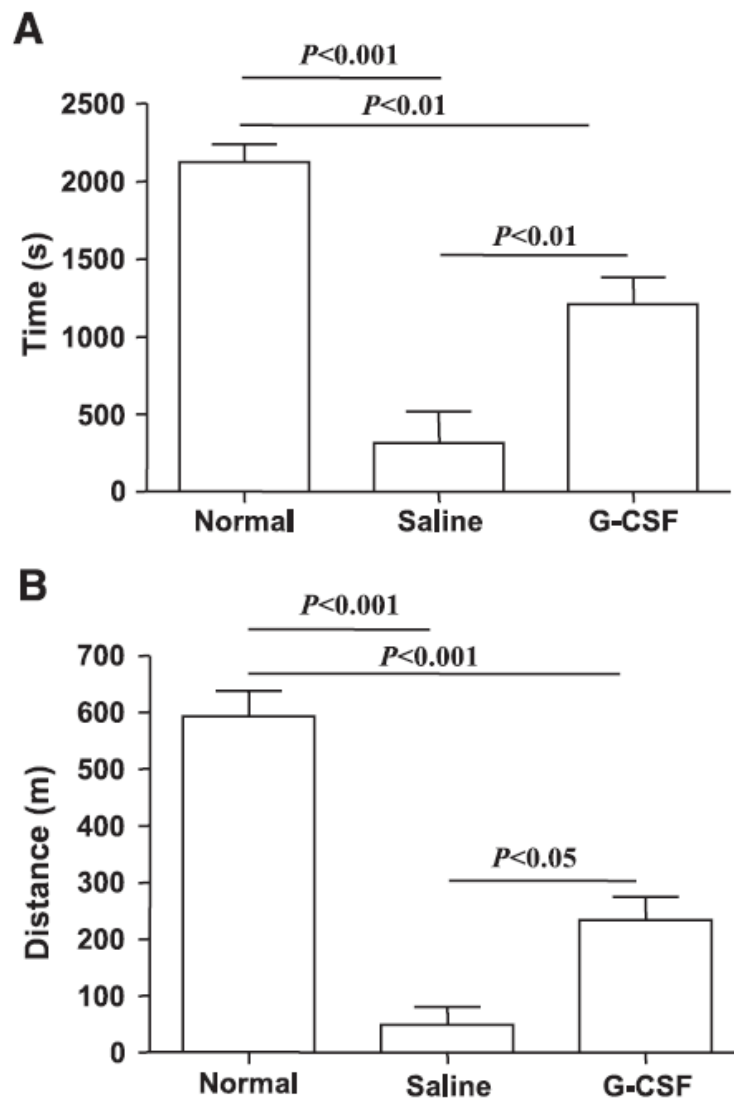 A
P<0.001
2500
P<0.01
2000
1500
P<0.01
Time (s)
1000
500
0
Normal Saline G-CSF
B
P<0.001
700
P<0.001
600
500
400
Distance (m)
300
P<0.05
200
100
0
Normal Saline G-CSF